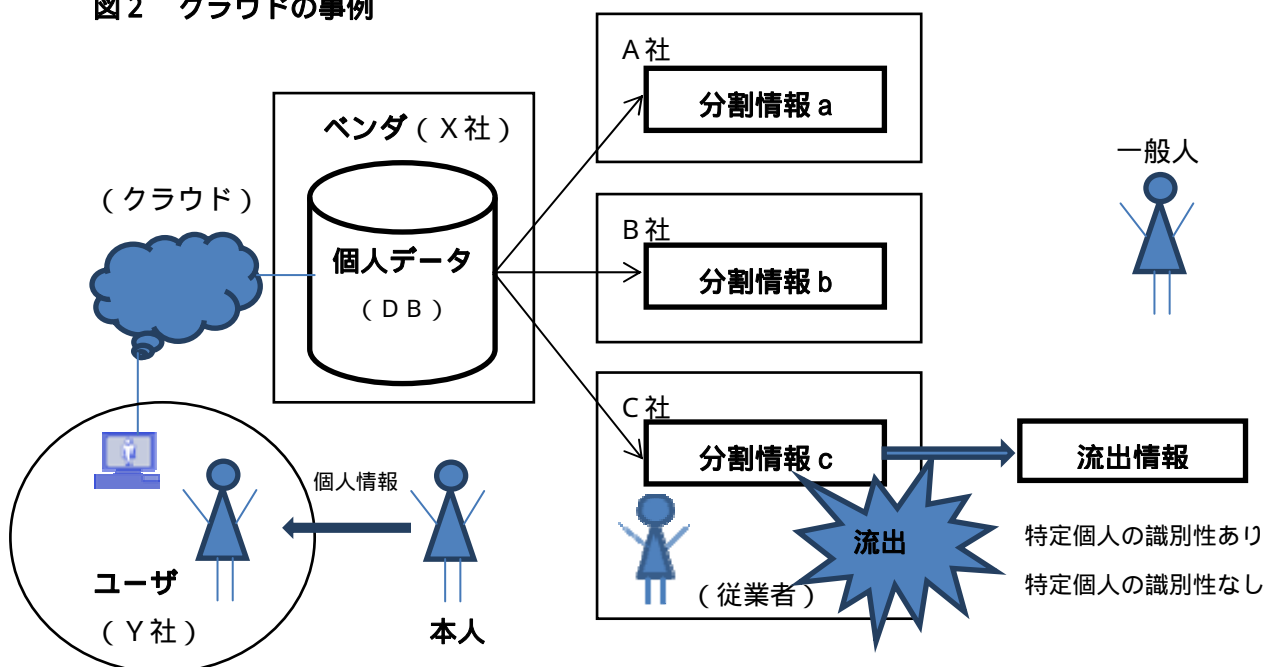 図2 クラウドの事例
A社
分割情報a
ベンダ(X社)
一般人
(クラウド)
B社
個人データ
分割情報b
(DB)
C社
分割情報c
流出情報
個人情報
流出
特定個人の識別性あり
ユーザ
特定個人の識別性なし
(従業者)
(Y社)
本人